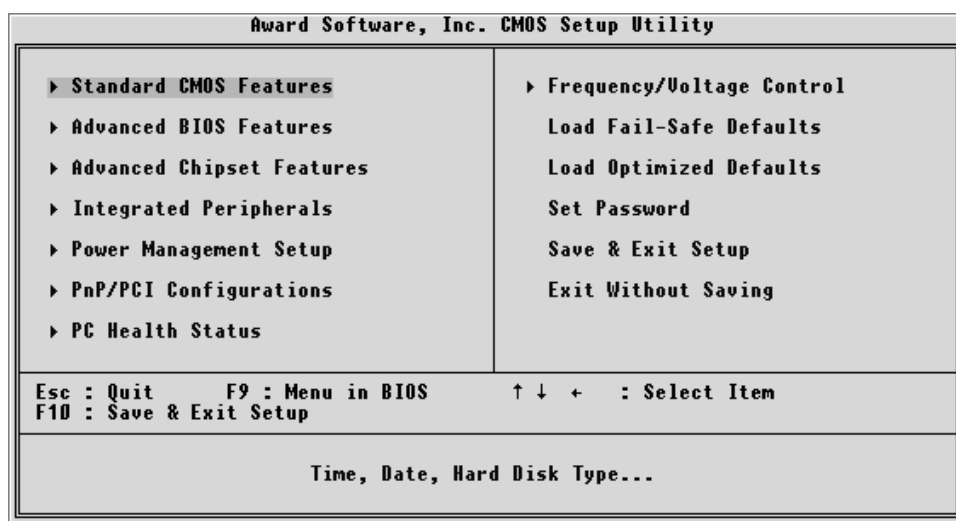 Award Software, Inc. CMOS Setup Utility
▸ Standard CMOS Features
▸ Advanced BIOS Features
▸ Advanced Chipset Features
▸ Integrated Peripherals
▸ Power Management Setup
▸ PnP/PCI Configurations
▸ PC Health Status
▸ Frequency/Voltage Control
Load Fail-Safe Defaults
Load Optimized Defaults
Set Password
Save & Exit Setup
Exit Without Saving
Esc : Quit F9 : Menu in BIOS ↑ ↓ ← : Select Item
F10 : Save & Exit Setup
Time, Date, Hard Disk Type...